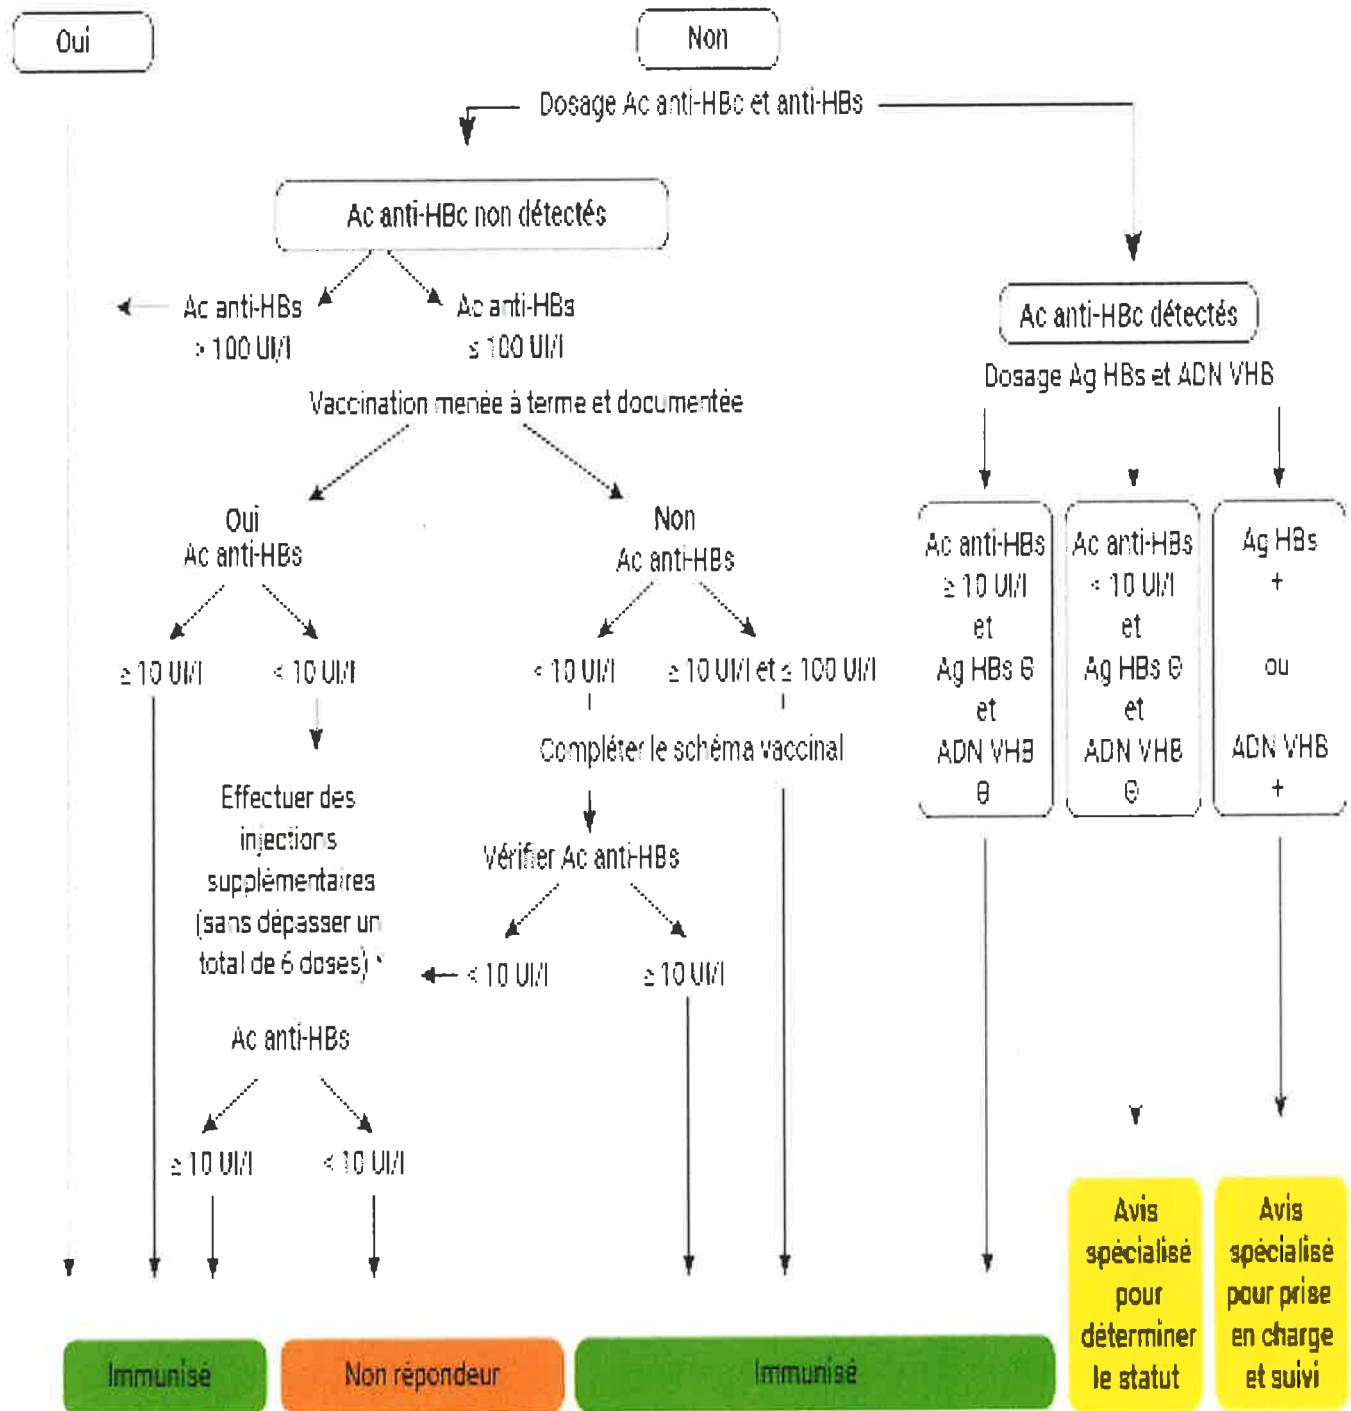 Oui
Non
Dosage Ac anti-HBc et anti-HBs
Ac anti-HBc non détectés
Ac anti-HBs
> 100 UI/l
Ac anti-HBs
≤ 100 UI/l
Ac anti-HBc détectés
Dosage Ag HBs et ADN VHB
Vaccination menée à terme et documentée
Oui
Ac anti-HBs
Non
Ac anti-HBs
≥ 10 UI/l
< 10 UI/l
< 10 UI/l
≥ 10 UI/l et ≤ 100 UI/l
Ac anti-HBs
≥ 10 UI/l
et
Ag HBs ⊖
et
ADN VHB
⊖
Ac anti-HBs
< 10 UI/l
et
Ag HBs ⊖
et
ADN VHB
⊖
Ag HBs
+
ou
ADN VHB
+
Compléter le schéma vaccinal
Effectuer des
injections
supplémentaires
(sans dépasser un
total de 6 doses) *
Vérifier Ac anti-HBs
< 10 UI/l
≥ 10 UI/l
Ac anti-HBs
≥ 10 UI/l
< 10 UI/l
Immunisé
Non répondeur
Immunisé
Avis
spécialisé
pour
déterminer
le statut
Avis
spécialisé
pour prise
en charge
et suivi